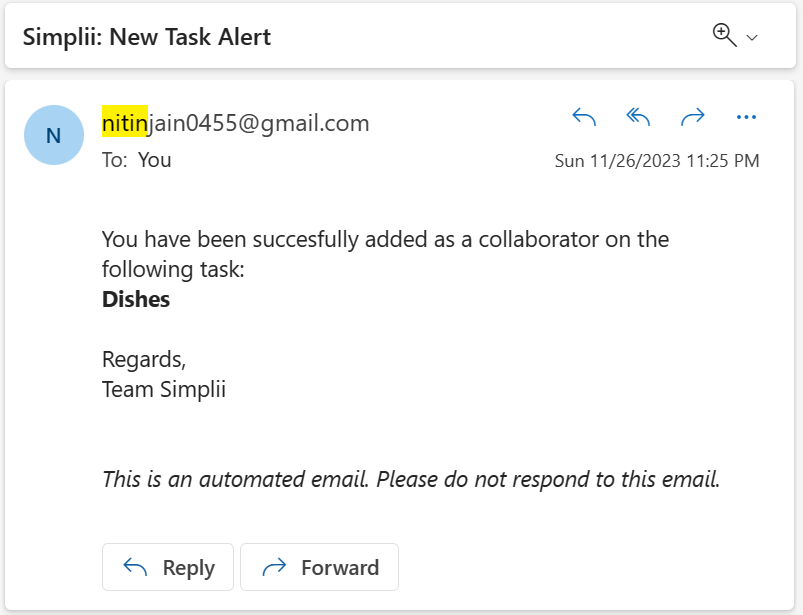 Simplii: New Task Alert
N
nitinjain0455@gmail.com
To: You
Sun 11/26/2023 11:25 PM
You have been succesfully added as a collaborator on the
following task:
Dishes
Regards,
Team Simplii
This is an automated email. Please do not respond to this email.
Reply
Forward